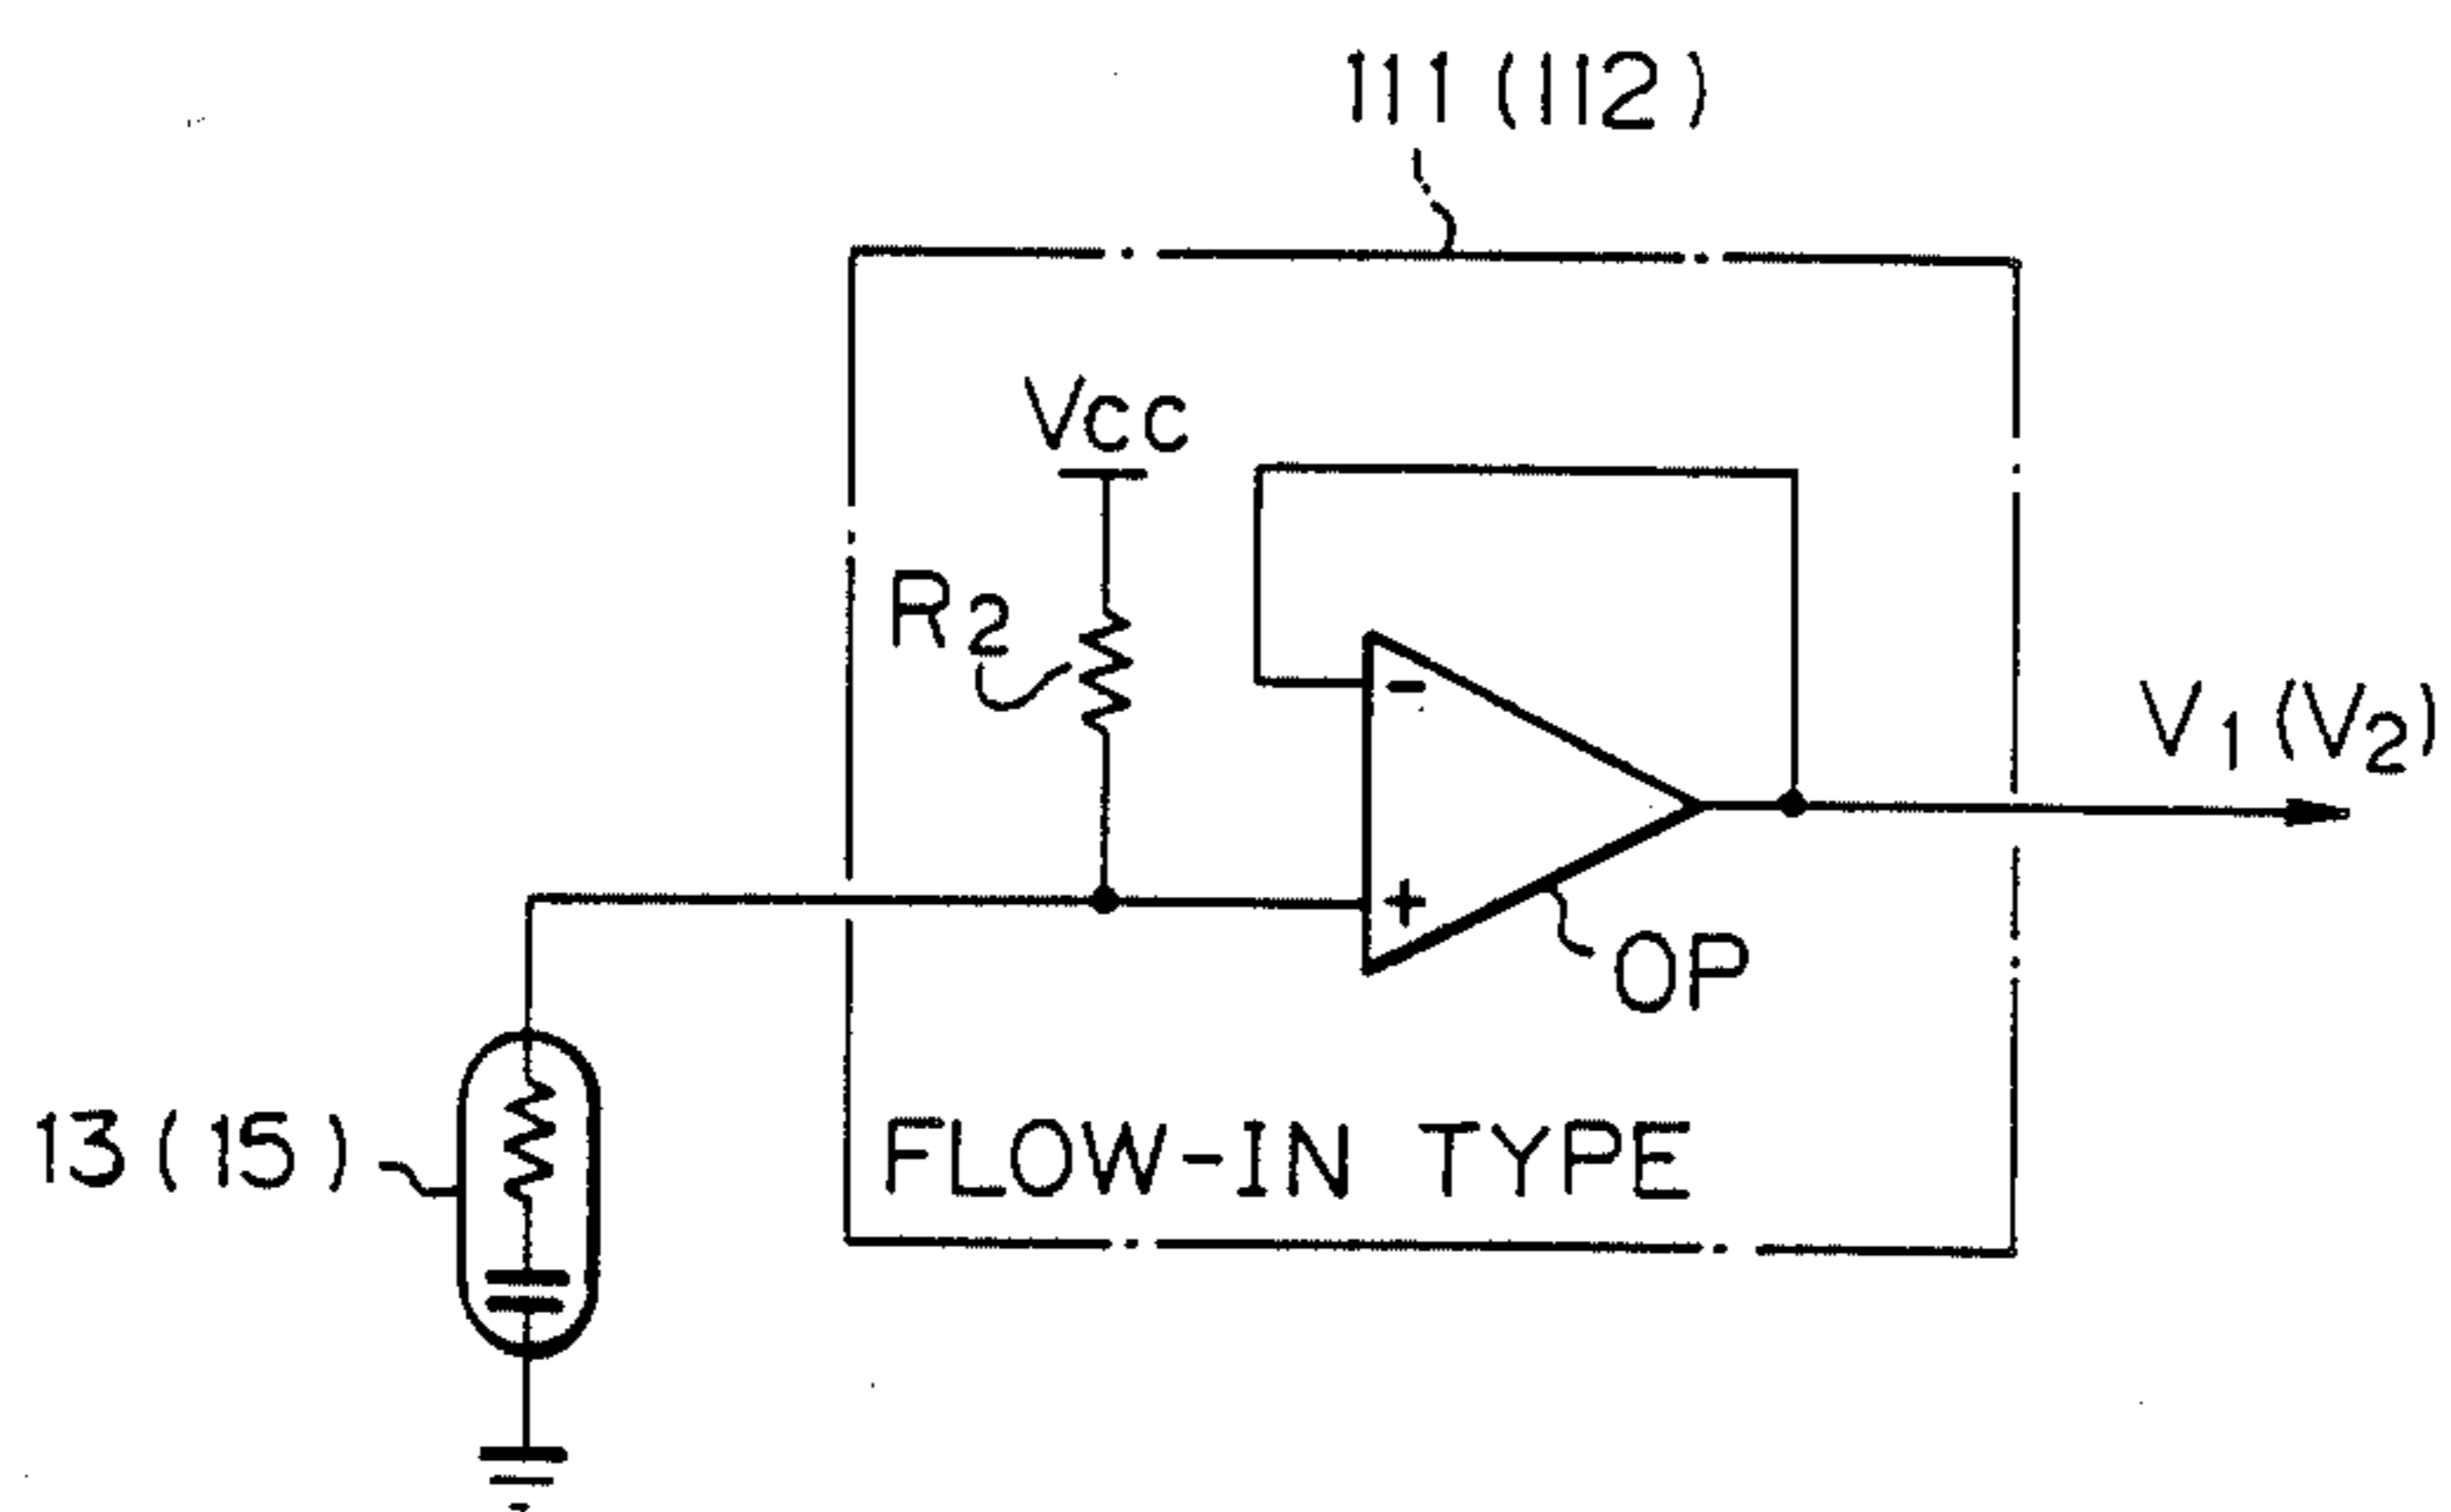 111 (112)
Vcc
R2
V1 (V2)
- 
+
OP
13 (15)
FLOW-IN TYPE